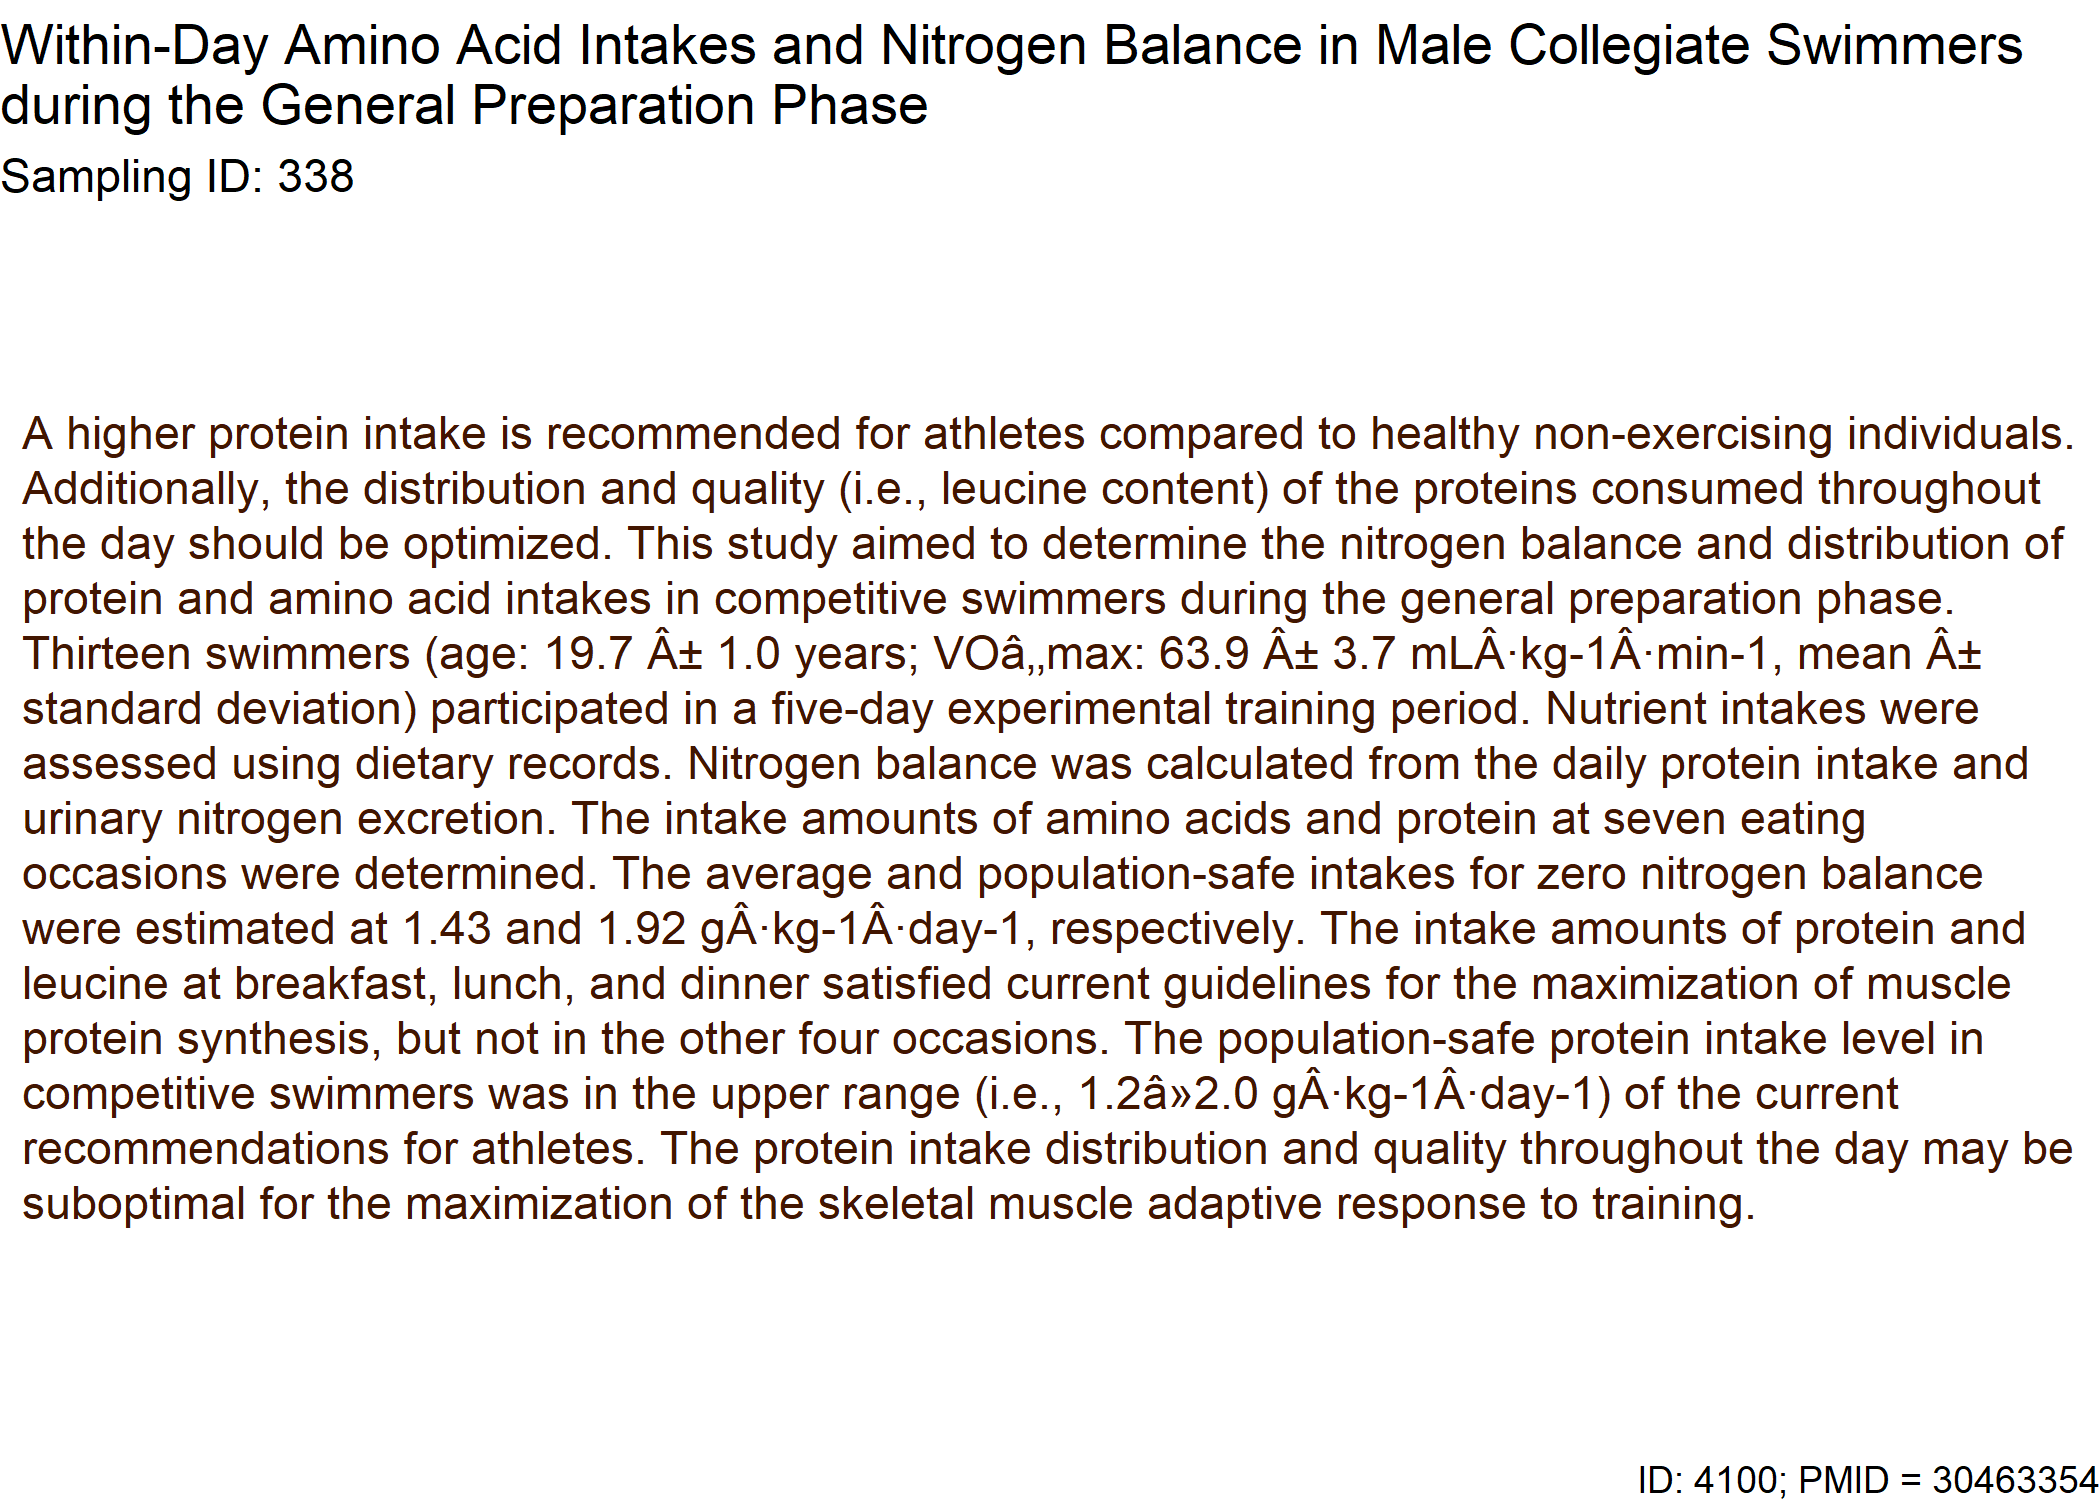 Within-Day Amino Acid Intakes and Nitrogen Balance in Male Collegiate Swimmers
during the General Preparation Phase
Sampling ID: 338
A higher protein intake is recommended for athletes compared to healthy non-exercising individuals.
Additionally, the distribution and quality (i.e., leucine content) of the proteins consumed throughout
the day should be optimized. This study aimed to determine the nitrogen balance and distribution of
protein and amino acid intakes in competitive swimmers during the general preparation phase.
Thirteen swimmers (age: 19.7 Â± 1.0 years; VOâ„max: 63.9 Â± 3.7 mLÂ·kg-1Â·min-1, mean Â±
standard deviation) participated in a five-day experimental training period. Nutrient intakes were
assessed using dietary records. Nitrogen balance was calculated from the daily protein intake and
urinary nitrogen excretion. The intake amounts of amino acids and protein at seven eating
occasions were determined. The average and population-safe intakes for zero nitrogen balance
were estimated at 1.43 and 1.92 gÂ·kg-1Â·day-1, respectively. The intake amounts of protein and
leucine at breakfast, lunch, and dinner satisfied current guidelines for the maximization of muscle
protein synthesis, but not in the other four occasions. The population-safe protein intake level in
competitive swimmers was in the upper range (i.e., 1.2â»2.0 gÂ·kg-1Â·day-1) of the current
recommendations for athletes. The protein intake distribution and quality throughout the day may be
suboptimal for the maximization of the skeletal muscle adaptive response to training.
ID: 4100; PMID = 30463354